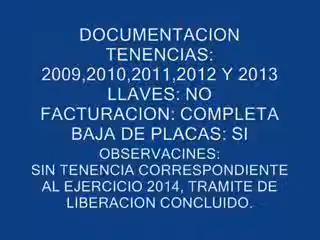 DOCUMENTACION
TENENCIAS:
2009,2010,2011,2012 Y 2013
LLAVES: NO
FACTURACION: COMPLETA
BAJA DE PLACAS: SI
OBSERVACINES:
SIN TENENCIA CORRESPONDIENTE
AL EJERCICIO 2014, TRAMITE DE
LIBERACION CONCLUIDO.